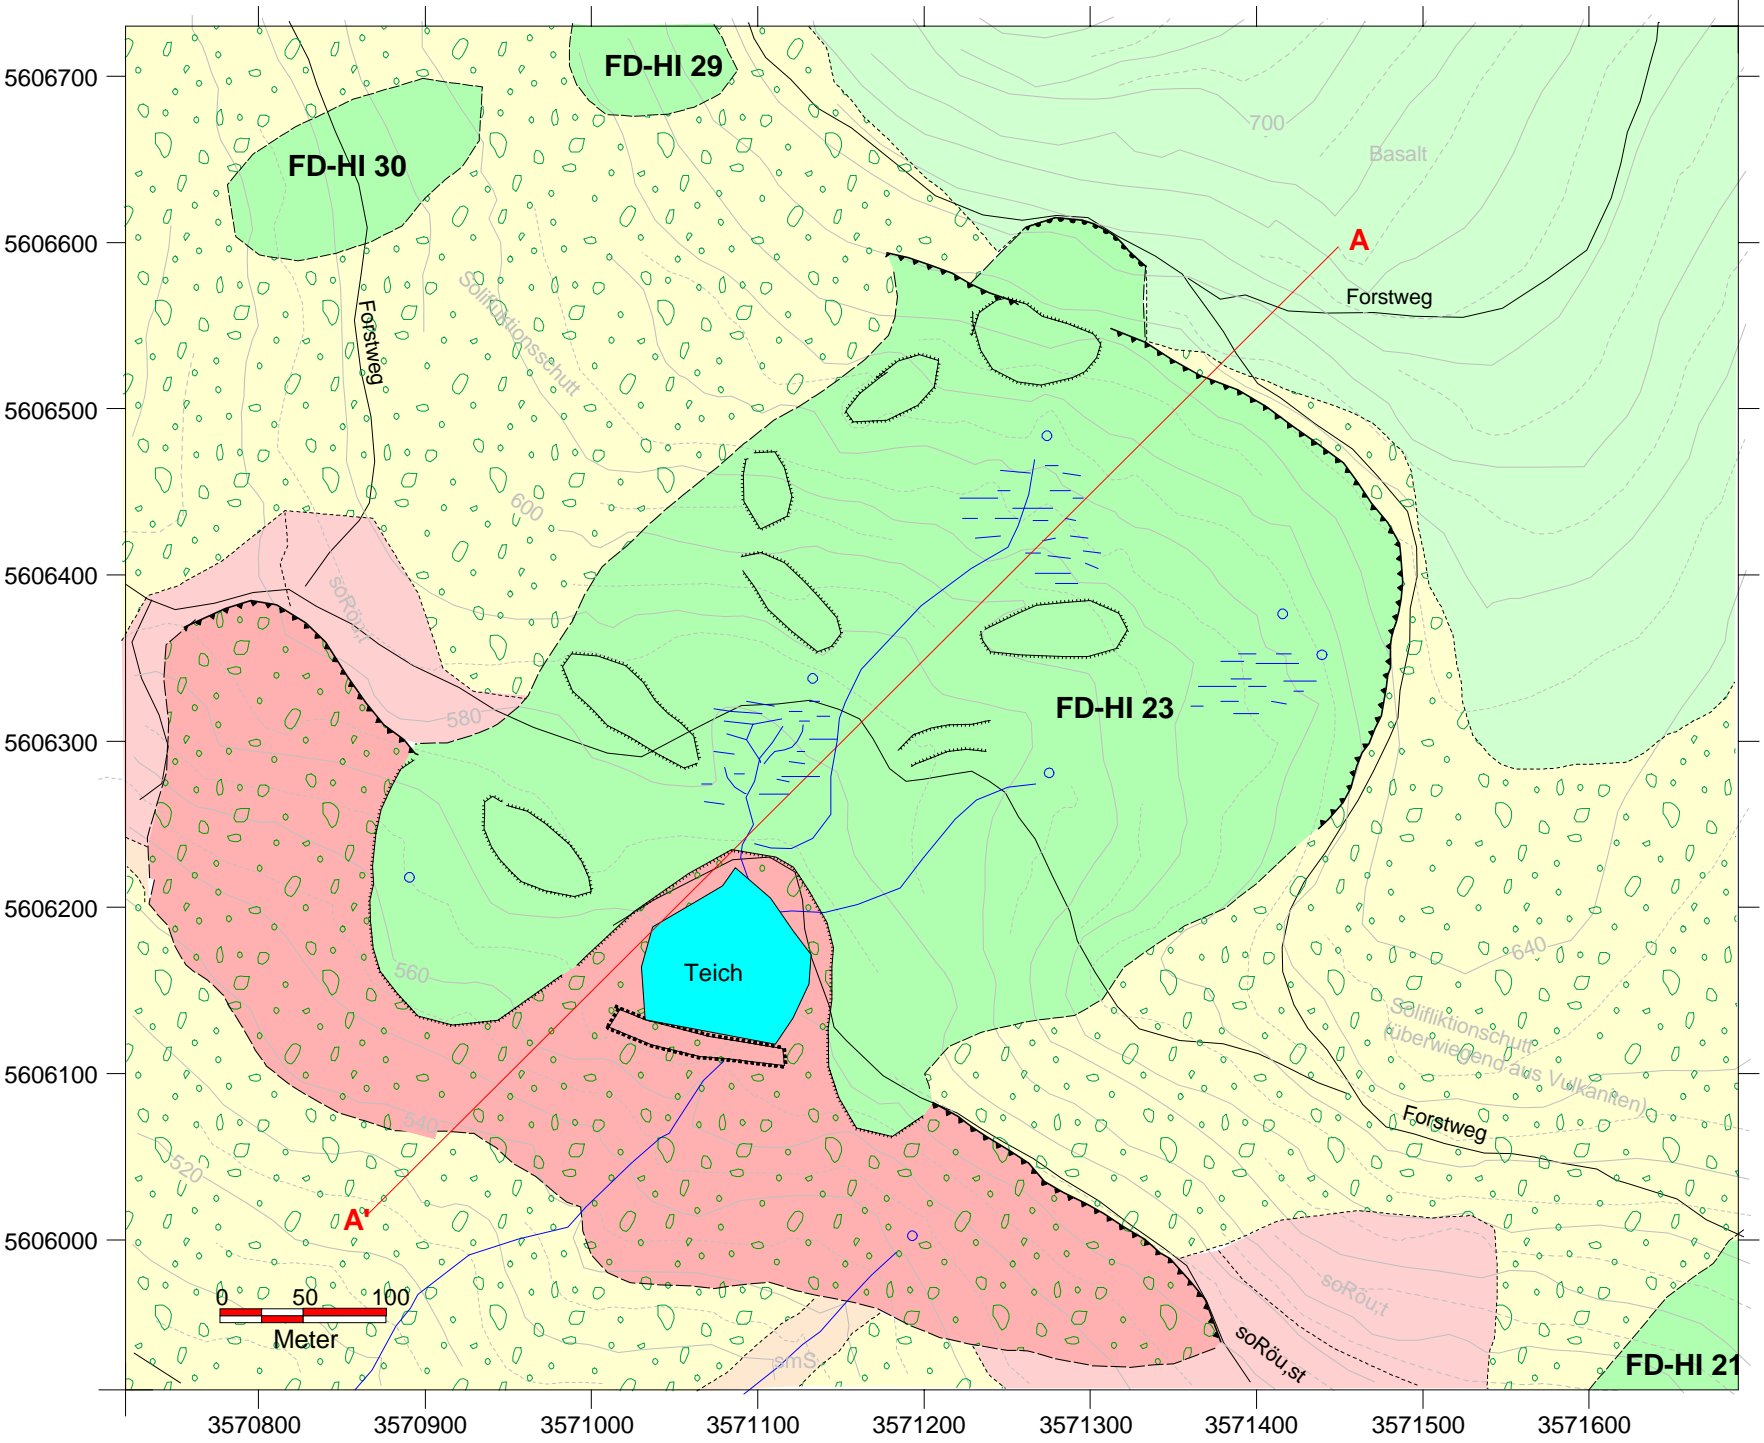 FD-HI 29
5606700
700
Basalt
FD-HI 30
5606600
A
Solifluktionsschutt
Forstweg
Forstweg
5606500
600
5606400
soRöu,t
580
FD-HI 23
5606300
5606200
640
560
Teich
Solifliktionschutt
(überwiegend aus Vulkaniten)
5606100
540
Forstweg
520
A'
5606000
soRöu,t
0 50 100
Meter
soRöu,st
smS
FD-HI 21
3570800 3570900 3571000 3571100 3571200 3571300 3571400 3571500 3571600